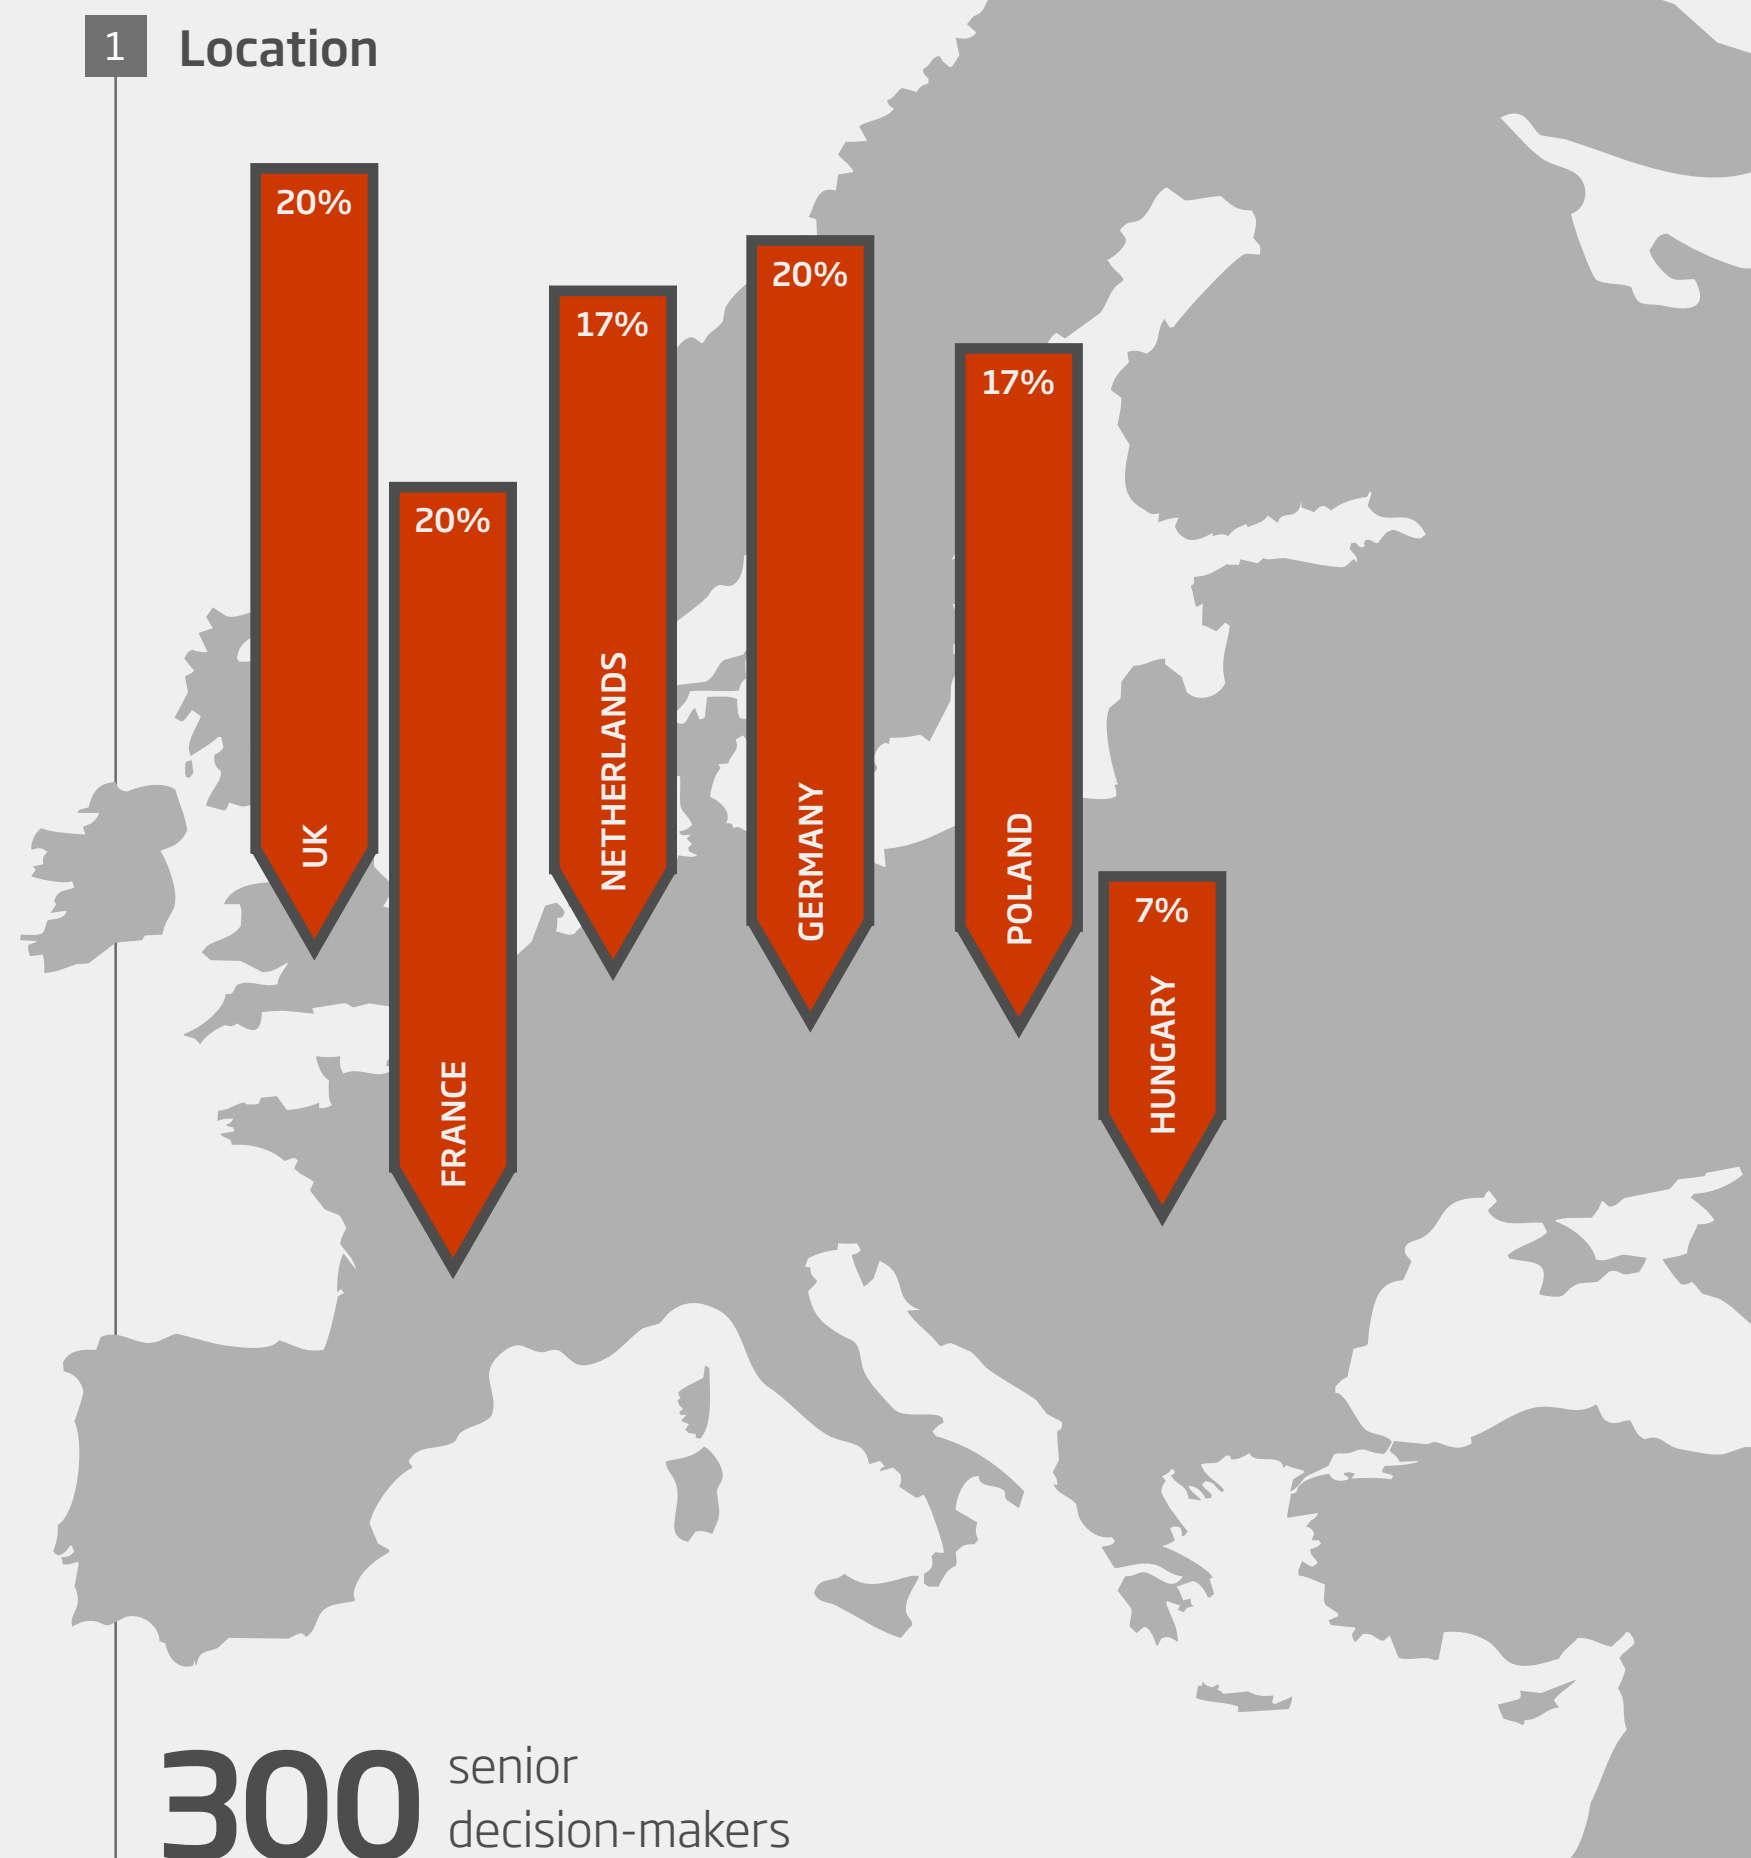 1 Location
20%
UK
20%
FRANCE
17%
NETHERLANDS
20%
GERMANY
17%
POLAND
7%
HUNGARY
300 senior
decision-makers